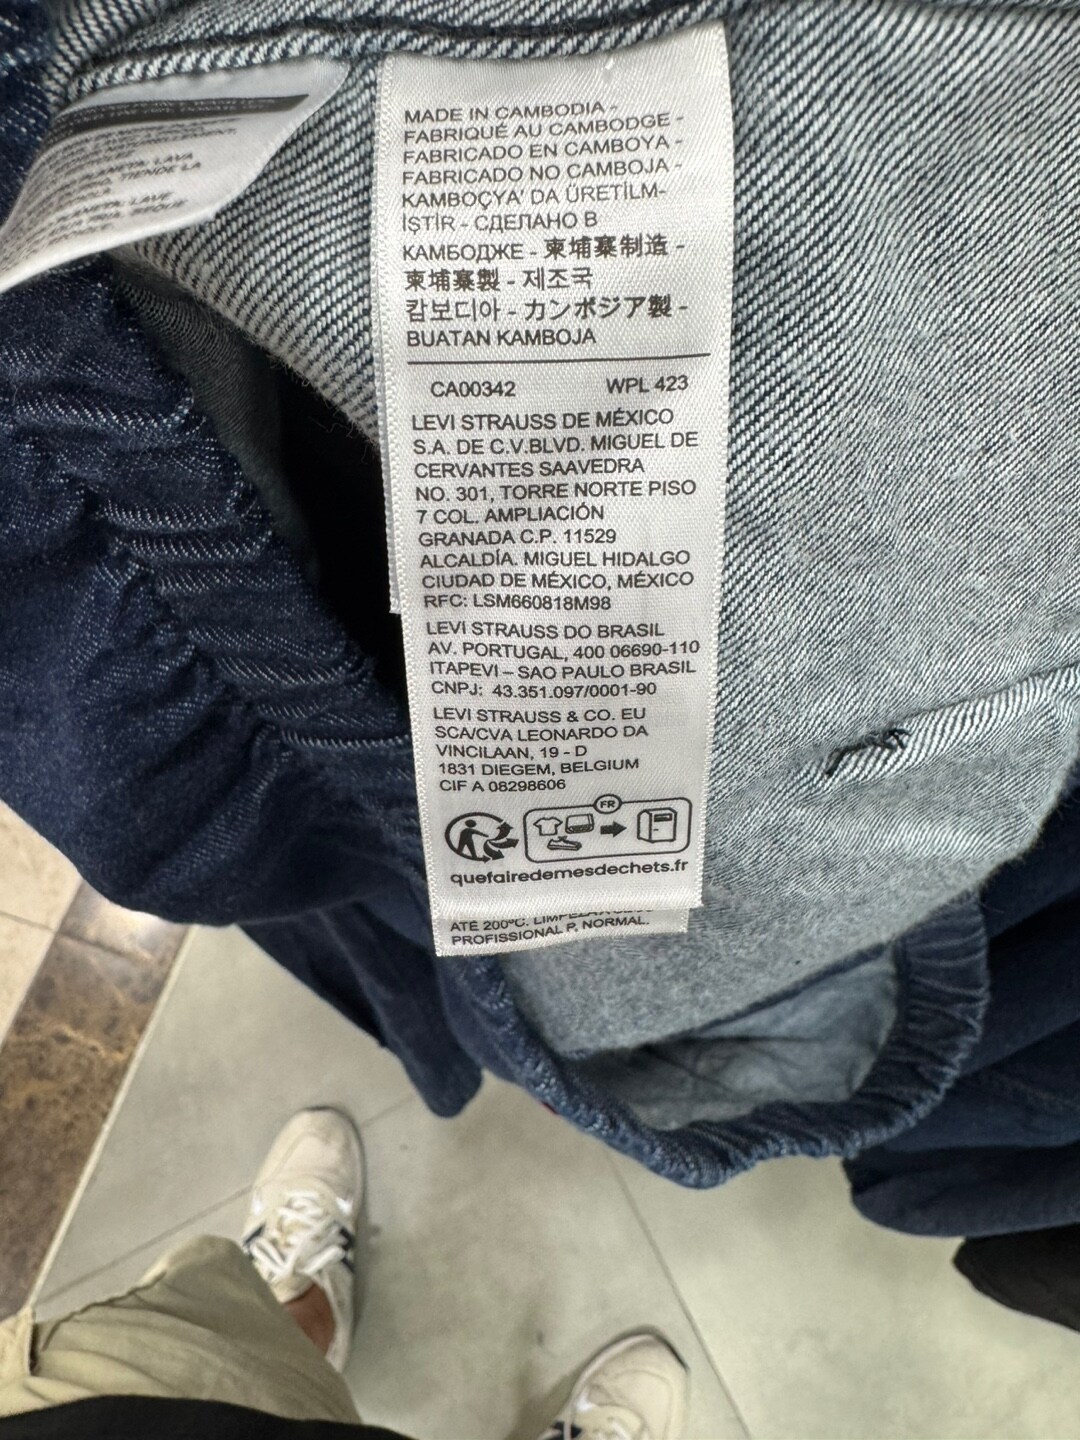 MADE IN CAMBODIA -
FABRIQUÉ AU CAMBODGE -
FABRICADO EN CAMBOYA -
FABRICADO NO CAMBOJA -
KAMBOÇYA' DA ÜRETİLM-
İŞTİR - СДЕЛАНО В
КАМБОДЖЕ - 柬埔寨制造 -
柬埔寨製 - 제조국
캄보디아 - カンボジア製 -
BUATAN KAMBOJA
CA00342 WPL 423
LEVI STRAUSS DE MÉXICO
S.A. DE C.V.BLVD. MIGUEL DE
CERVANTES SAAVEDRA
NO. 301, TORRE NORTE PISO
7 COL. AMPLIACIÓN
GRANADA C.P. 11529
ALCALDÍA. MIGUEL HIDALGO
CIUDAD DE MÉXICO, MÉXICO
RFC: LSM660818M98
LEVI STRAUSS DO BRASIL
AV. PORTUGAL, 400 06690-110
ITAPEVI – SAO PAULO BRASIL
CNPJ: 43.351.097/0001-90
LEVI STRAUSS & CO. EU
SCA/CVA LEONARDO DA
VINCILAAN, 19 - D
1831 DIEGEM, BELGIUM
CIF A 08298606
FR
quefairedemesdechets.fr
ATÉ 200ºC. LIMPEZA
PROFISSIONAL P, NORMAL.
LAVA
TIENDE LA
LAVE